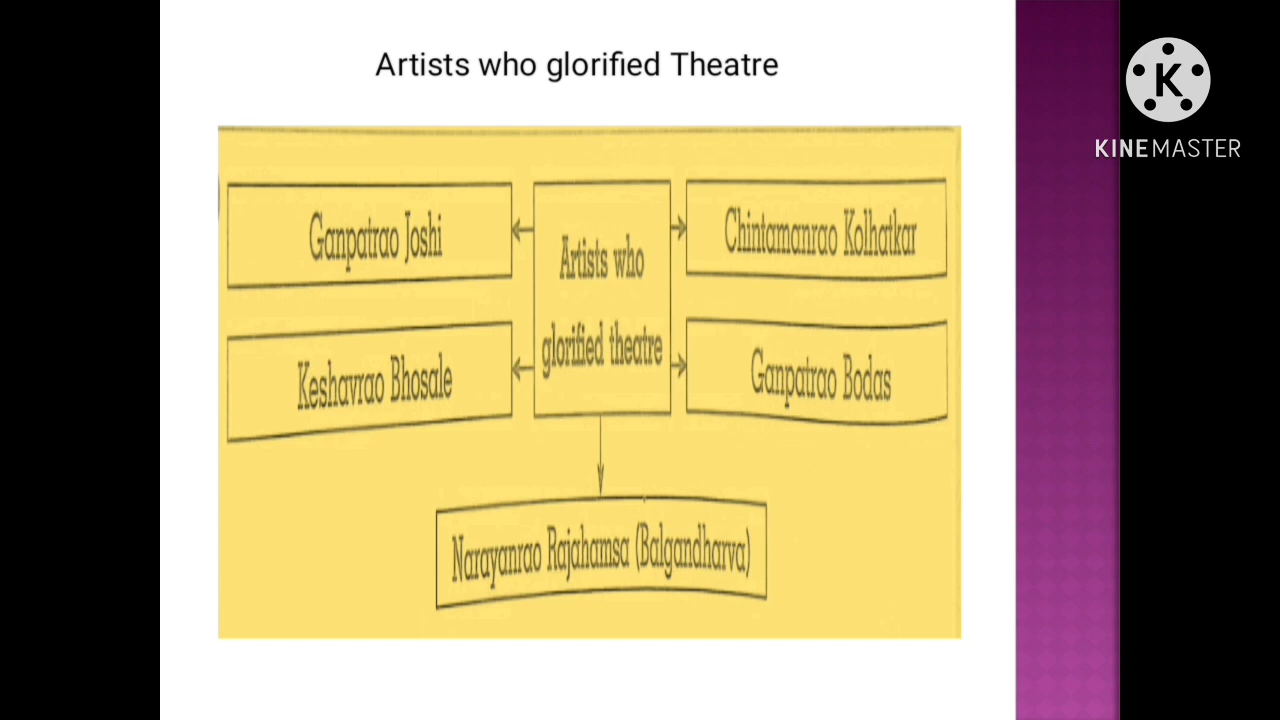 Artists who glorified Theatre
K
KINEMASTER
Ganpatrao Joshi
Artists who
glorified theatre
Chintamanrao Kolhatkar
Keshavrao Bhosale
Ganpatrao Bodas
Narayanrao Rajahamsa (Balgandharva)